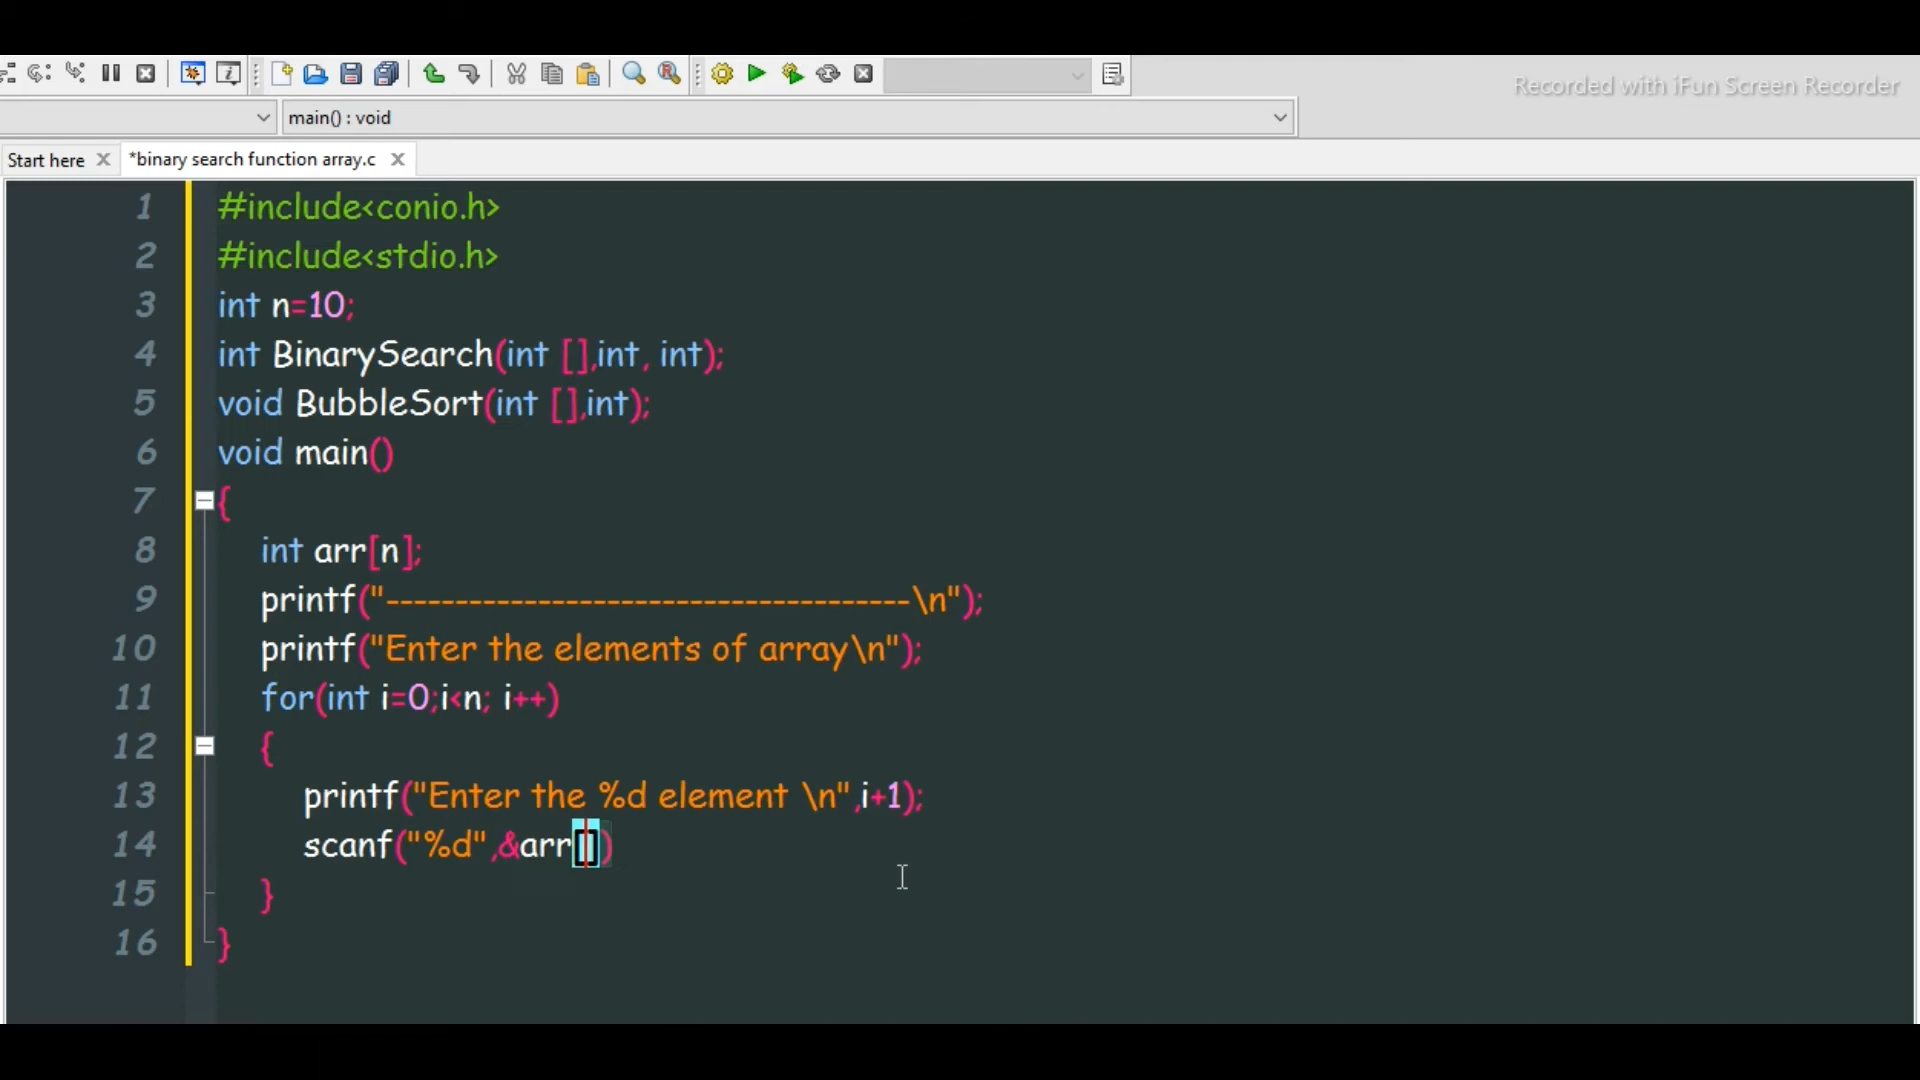 Recorded with iFun Screen Recorder
main() : void
Start here
*binary search function array.c
1 #include<conio.h>
2 #include<stdio.h>
3 int n=10;
4 int BinarySearch(int [],int, int);
5 void BubbleSort(int [],int);
6 void main()
7 {
8 int arr[n];
9 printf("--------------------------------------\n");
10 printf("Enter the elements of array\n");
11 for(int i=0;i<n; i++)
12 {
13 printf("Enter the %d element \n",i+1);
14 scanf("%d",&arr[])
15 }
16 }